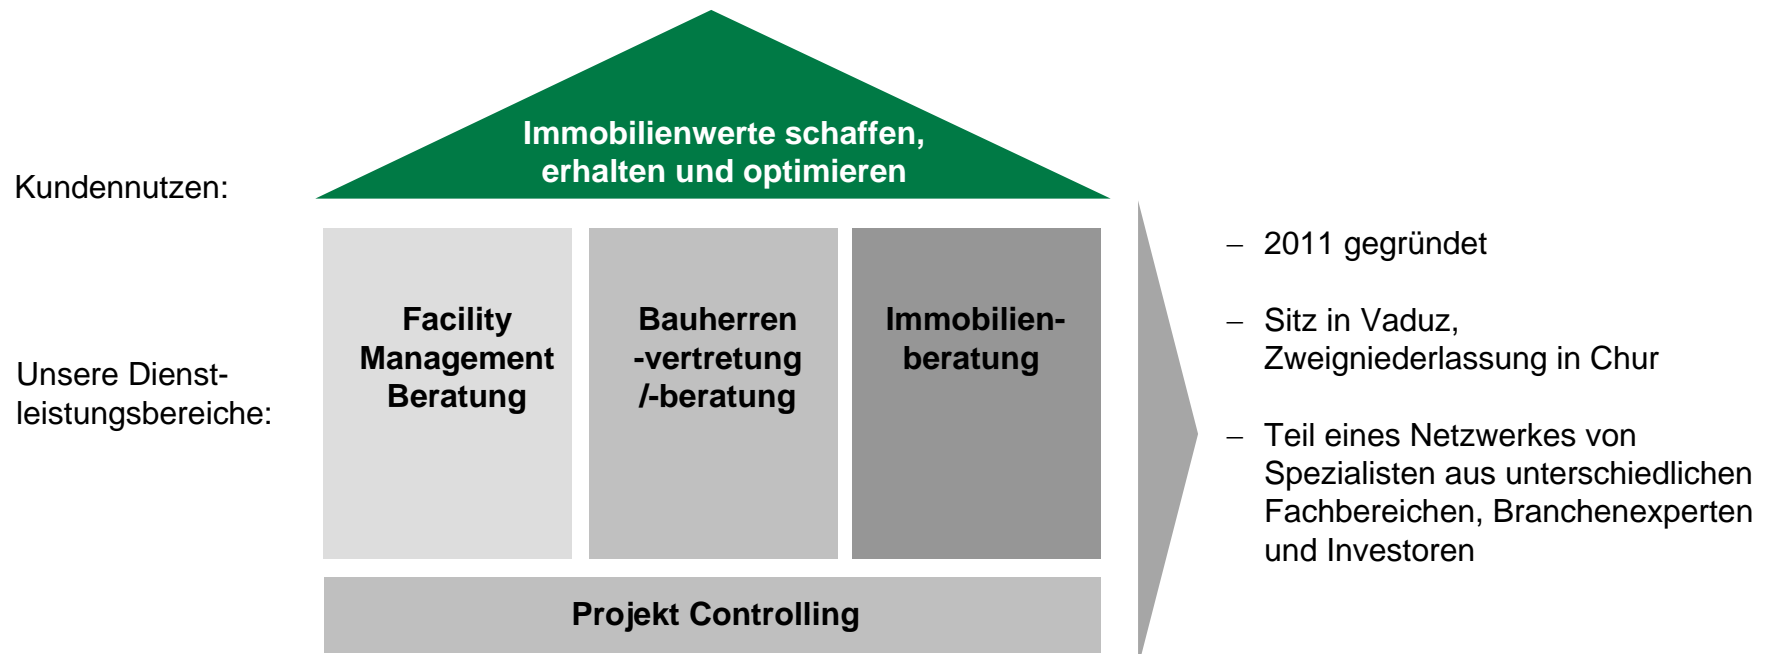 Immobilienwerte schaffen,
erhalten und optimieren
Kundennutzen:
Unsere Dienst-
leistungsbereiche:
Facility
Management
Beratung
Bauherren
-vertretung
/-beratung
Immobilien-
beratung
Projekt Controlling
– 2011 gegründet
– Sitz in Vaduz,
Zweigniederlassung in Chur
– Teil eines Netzwerkes von
Spezialisten aus unterschiedlichen
Fachbereichen, Branchenexperten
und Investoren